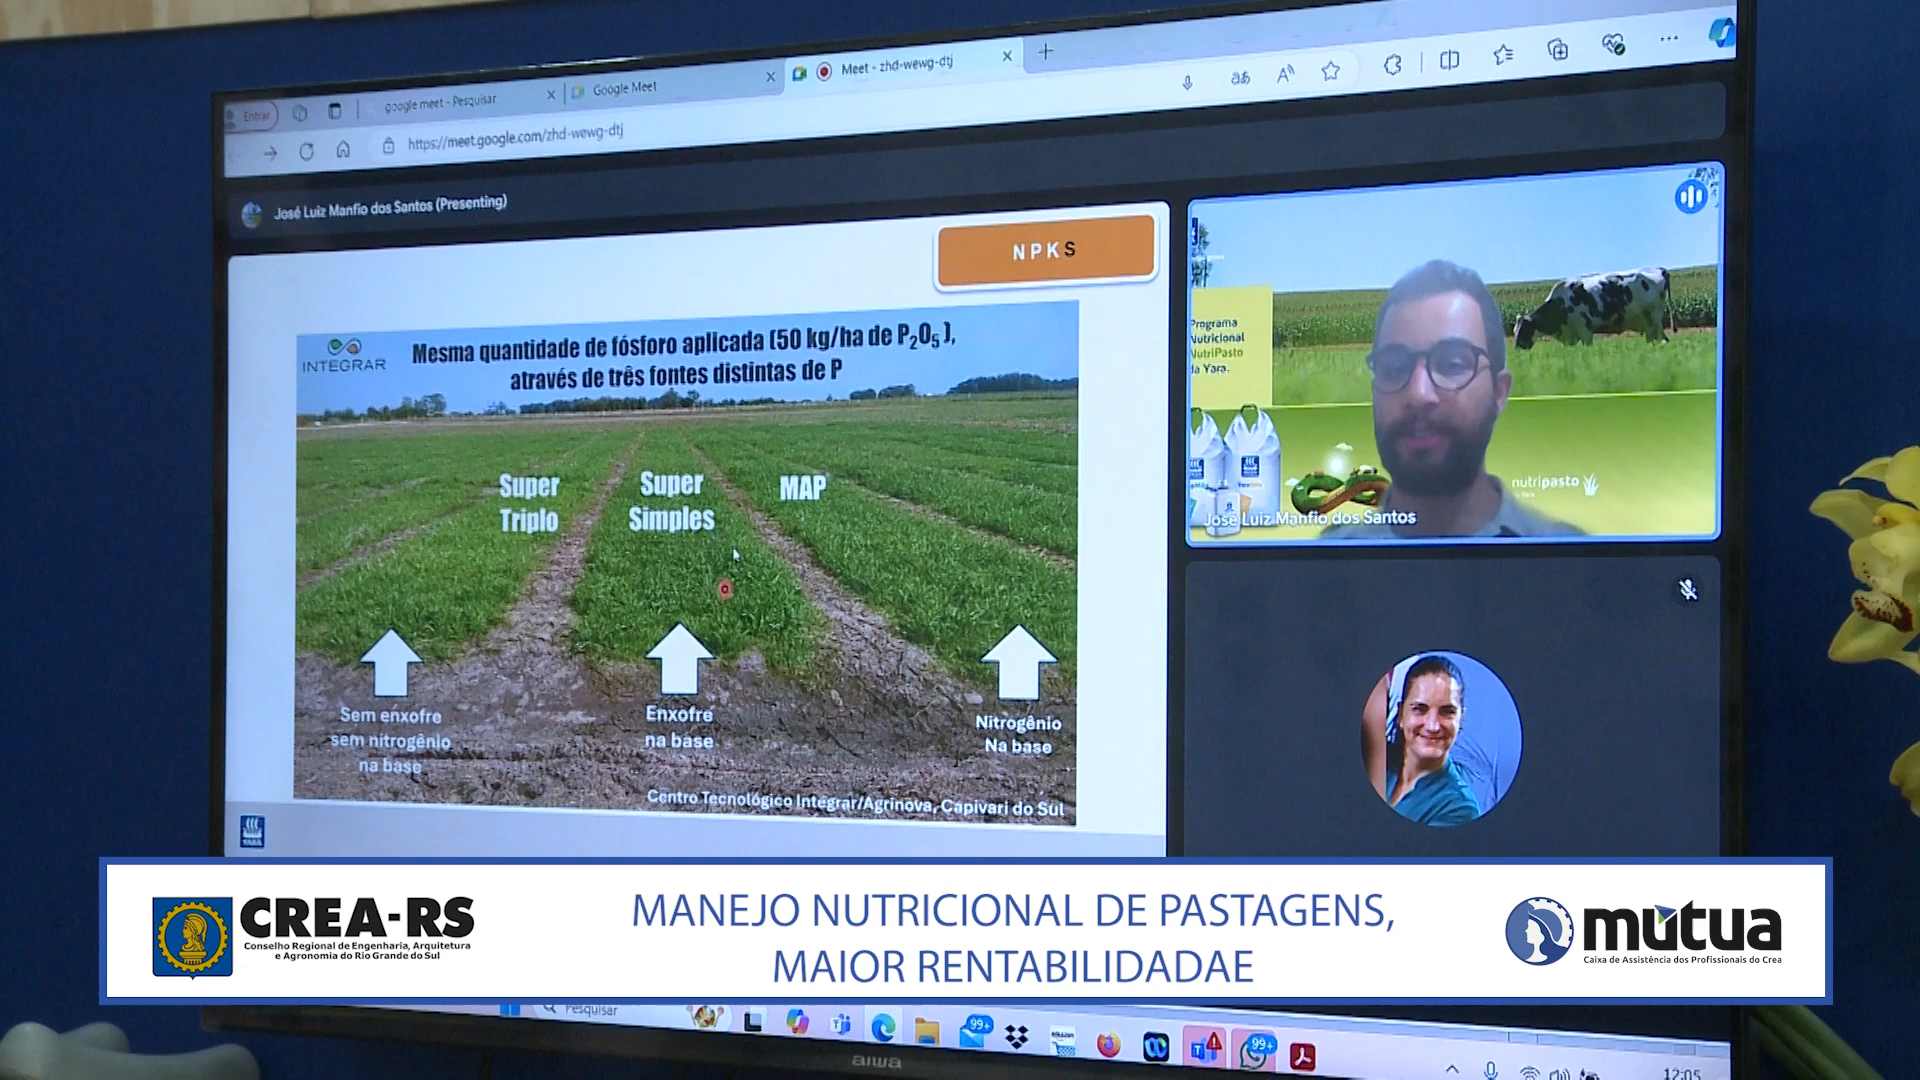 Entrar
google meet - Pesquisar
Google Meet
Meet - zhd-wewg-dtj
https://meet.google.com/zhd-wewg-dtj
José Luiz Manfio dos Santos (Presenting)
NPKS
INTEGRAR
Mesma quantidade de fósforo aplicada (50 kg/ha de P₂O₅),
através de três fontes distintas de P
Super
Triplo
Super
Simples
MAP
Sem enxofre
sem nitrogênio
na base
Enxofre
na base
Nitrogênio
Na base
Centro Tecnológico Integrar/Agrinova, Capivari do Sul
YARA
Programa
Nutricional
NutriPasto
da Yara.
nutripasto
José Luiz Manfio dos Santos
CREA-RS
Conselho Regional de Engenharia, Arquitetura
e Agronomia do Rio Grande do Sul
MANEJO NUTRICIONAL DE PASTAGENS,
MAIOR RENTABILIDADAE
mútua
Caixa de Assistência dos Profissionais do Crea
Pesquisar
99+
99+
12:05
aiwa